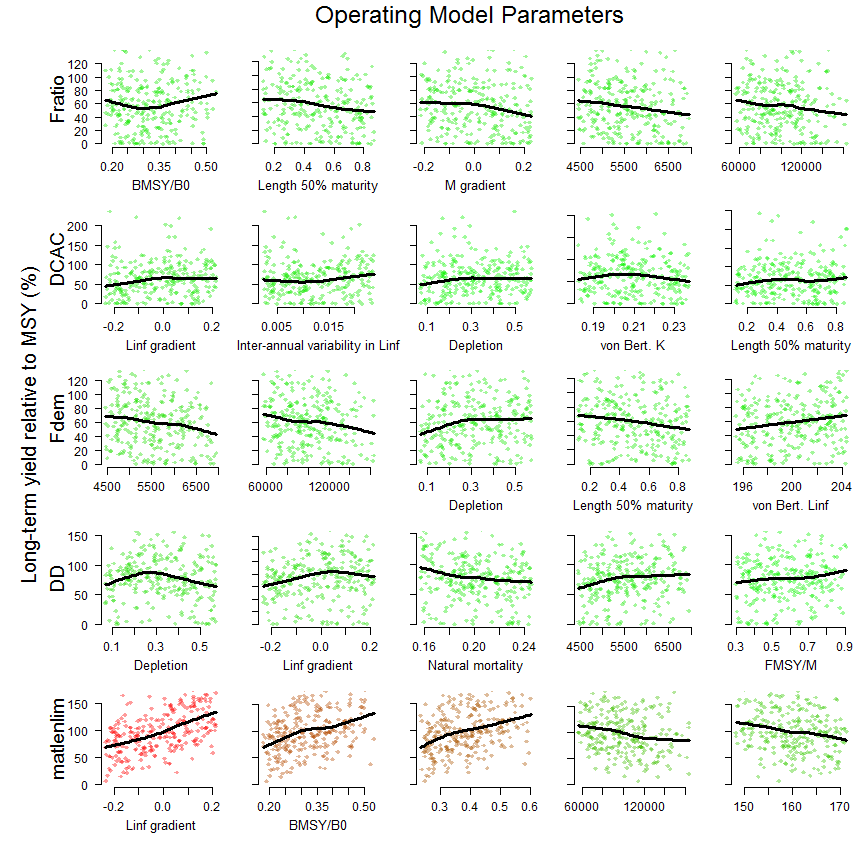 Operating Model Parameters
Long-term yield relative to MSY (%)
Fratio
0 20 40 60 80 100 120
0.20 0.30 0.40 0.50
BMSY/B0
0.2 0.4 0.6 0.8
Length 50% maturity
-0.2 0.0 0.2
M gradient
4500 5500 6500
60000 120000
DCAC
0 50 100 150 200
-0.2 0.0 0.2
Linf gradient
0.005 0.015
Inter-annual variability in Linf
0.1 0.3 0.5
Depletion
0.19 0.21 0.23
von Bert. K
0.2 0.4 0.6 0.8
Length 50% maturity
Fdem
0 20 40 60 80 100 120
4500 5500 6500
60000 120000
0.1 0.3 0.5
Depletion
0.2 0.4 0.6 0.8
Length 50% maturity
196 200 204
von Bert. Linf
DD
0 50 100 150
0.1 0.3 0.5
Depletion
-0.2 0.0 0.2
Linf gradient
0.16 0.20 0.24
Natural mortality
4500 5500 6500
0.3 0.5 0.7 0.9
FMSY/M
matlenlim
0 50 100 150
-0.2 0.0 0.2
Linf gradient
0.20 0.35 0.50
BMSY/B0
0.3 0.4 0.5 0.6
60000 120000
150 160 170